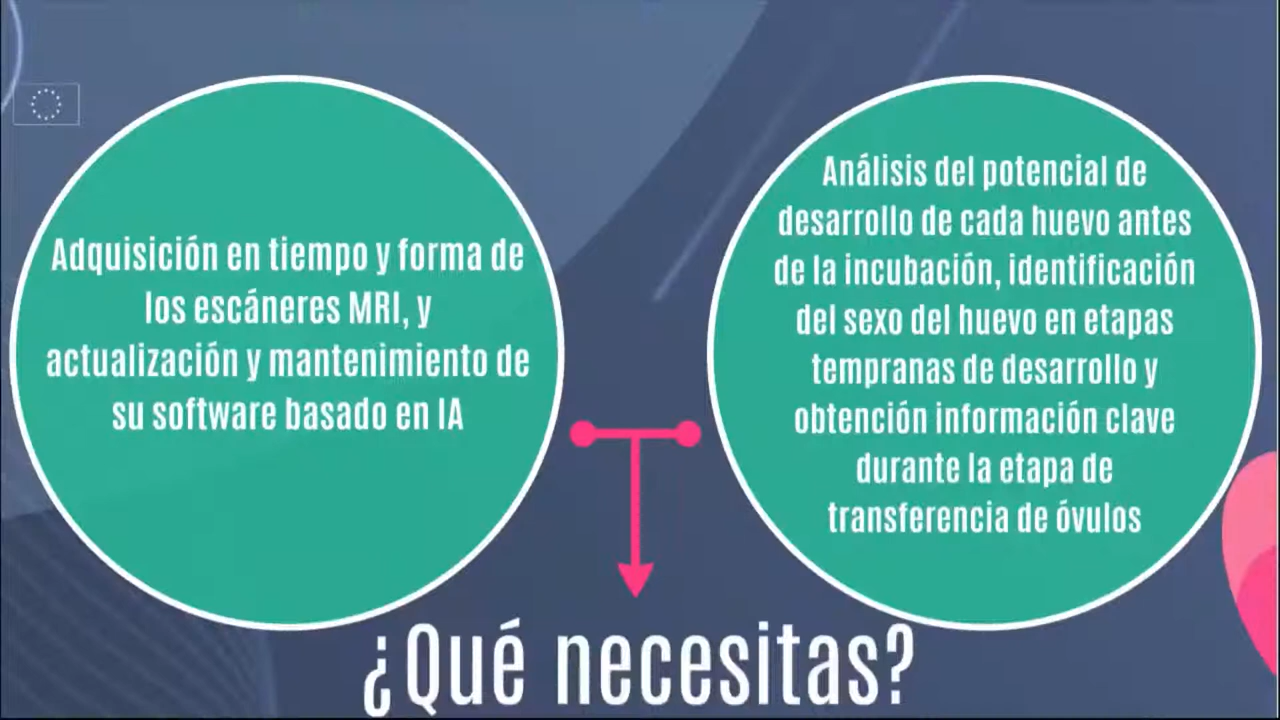 Adquisición en tiempo y forma de
los escáneres MRI, y
actualización y mantenimiento de
su software basado en IA
Análisis del potencial de
desarrollo de cada huevo antes
de la incubación, identificación
del sexo del huevo en etapas
tempranas de desarrollo y
obtención información clave
durante la etapa de
transferencia de óvulos
¿Qué necesitas?